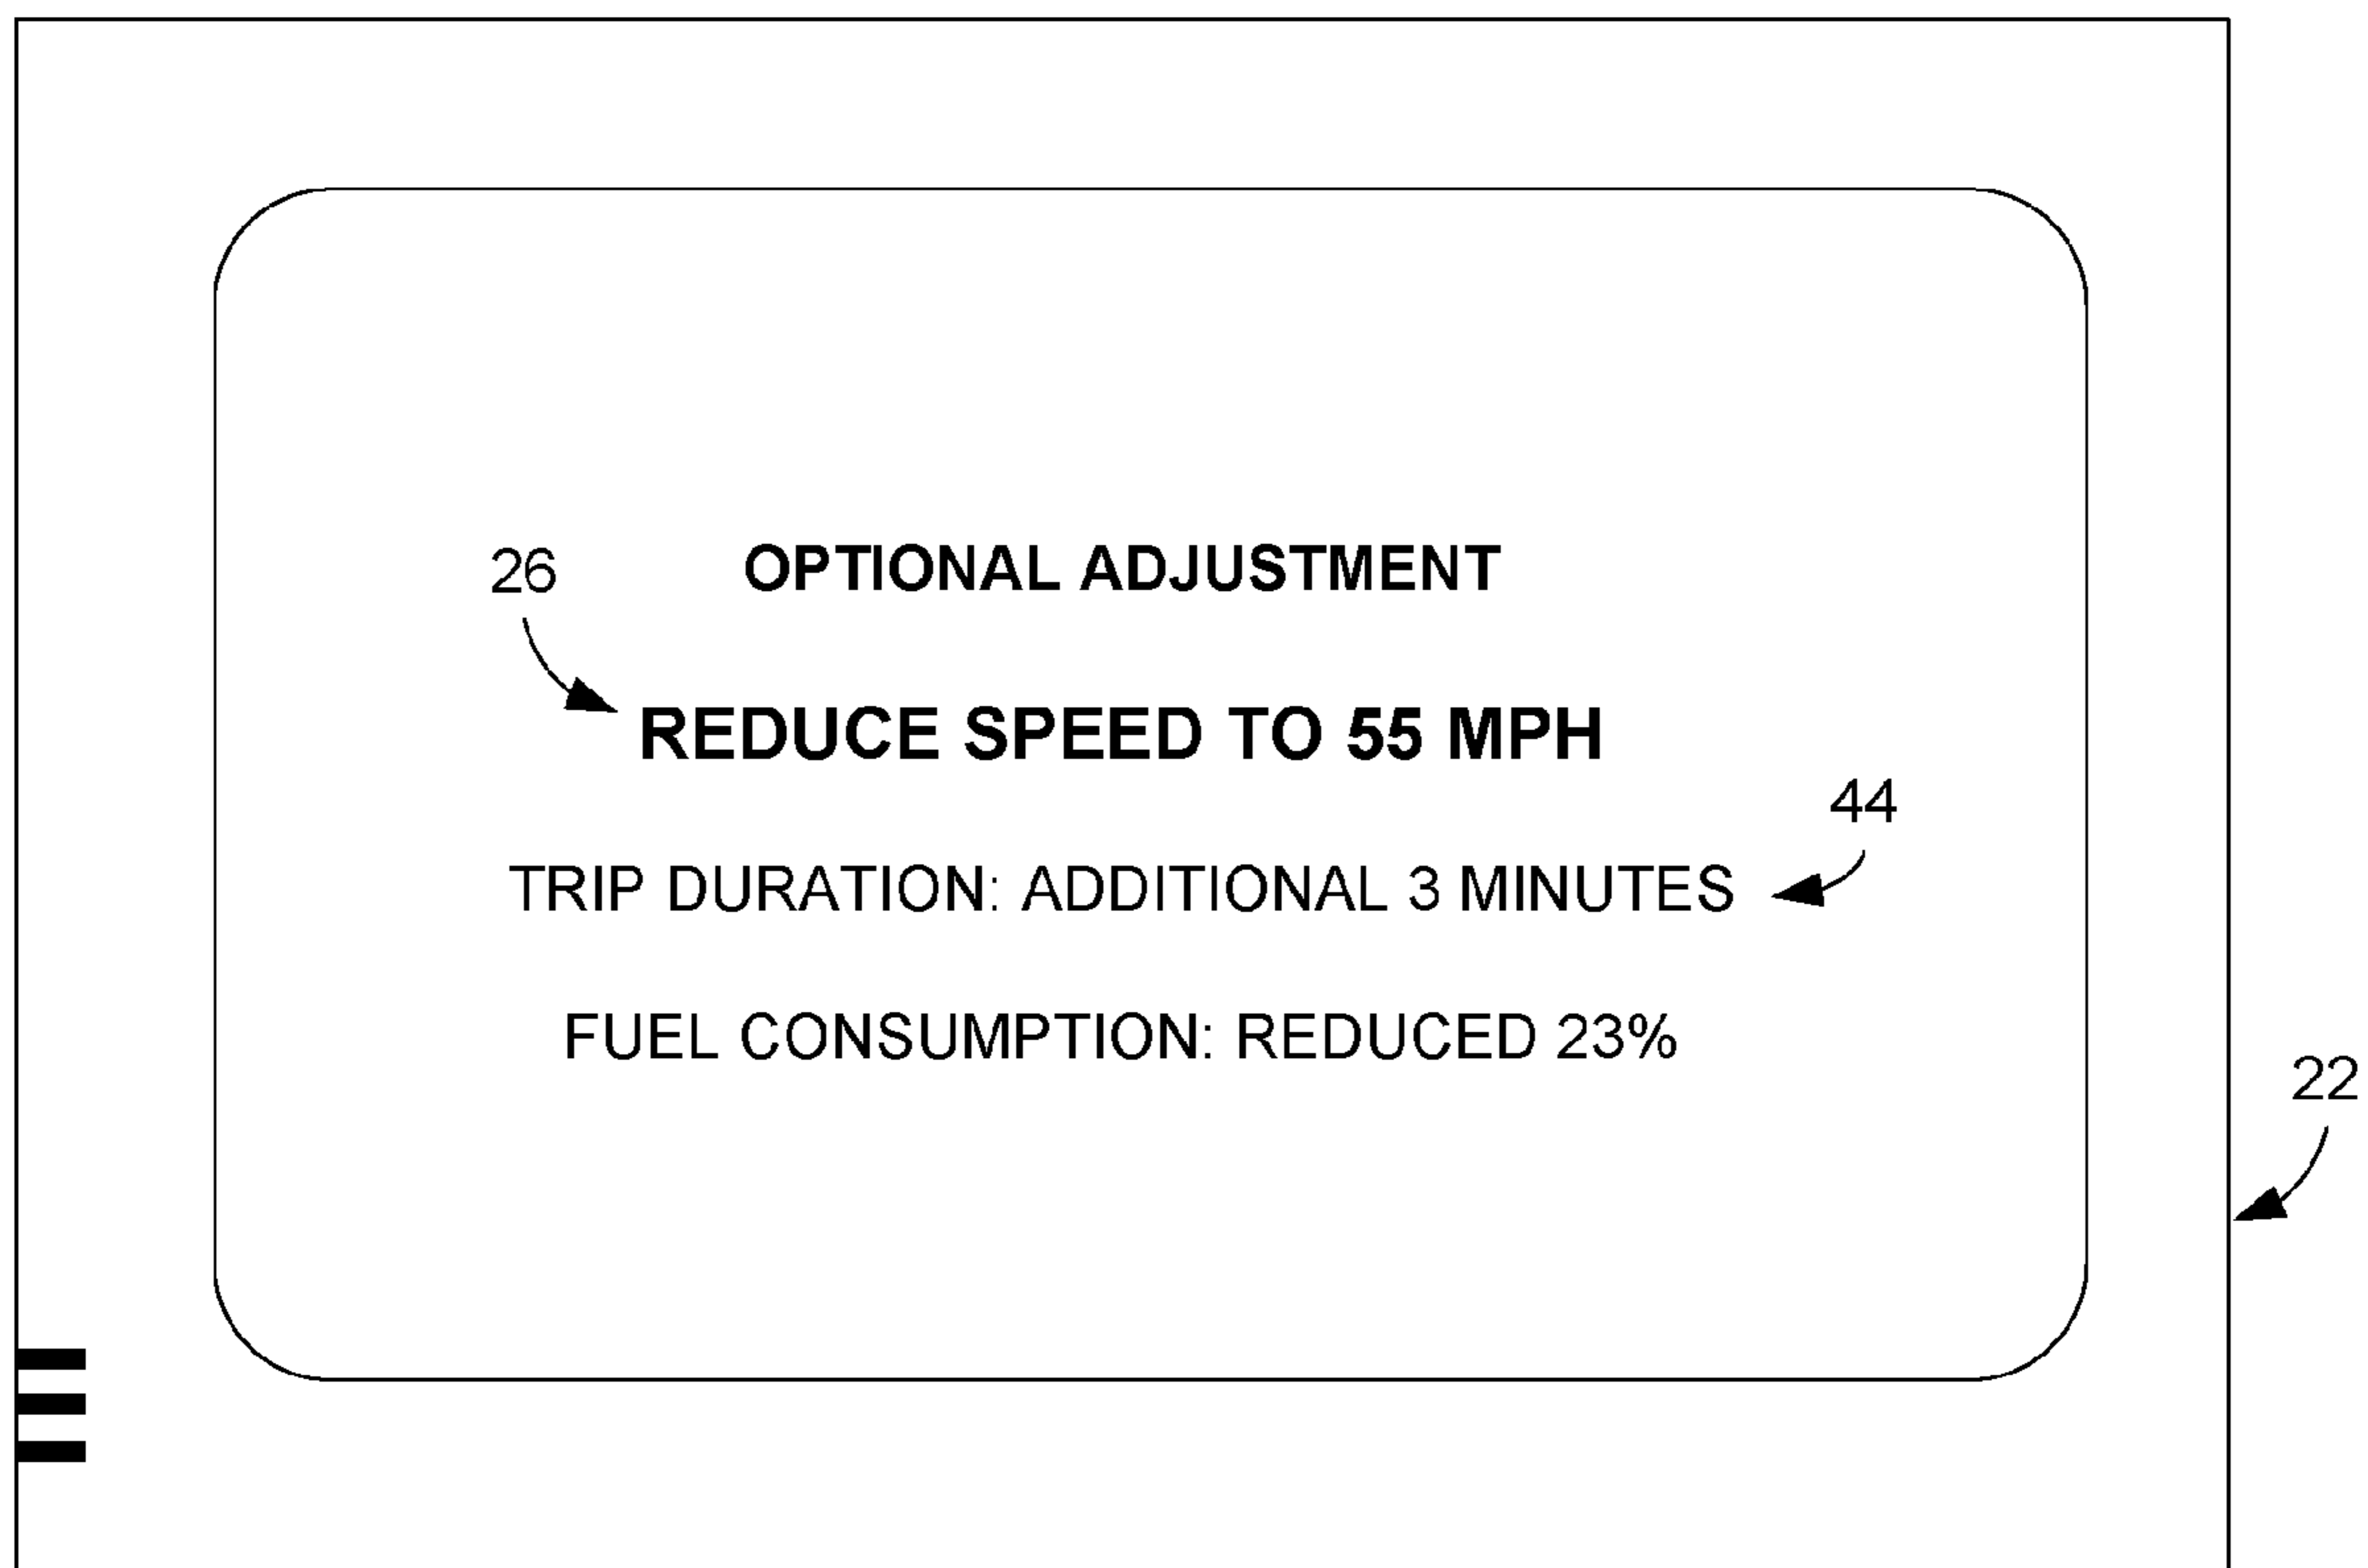 26 OPTIONAL ADJUSTMENT
REDUCE SPEED TO 55 MPH
44
TRIP DURATION: ADDITIONAL 3 MINUTES
FUEL CONSUMPTION: REDUCED 23%
22